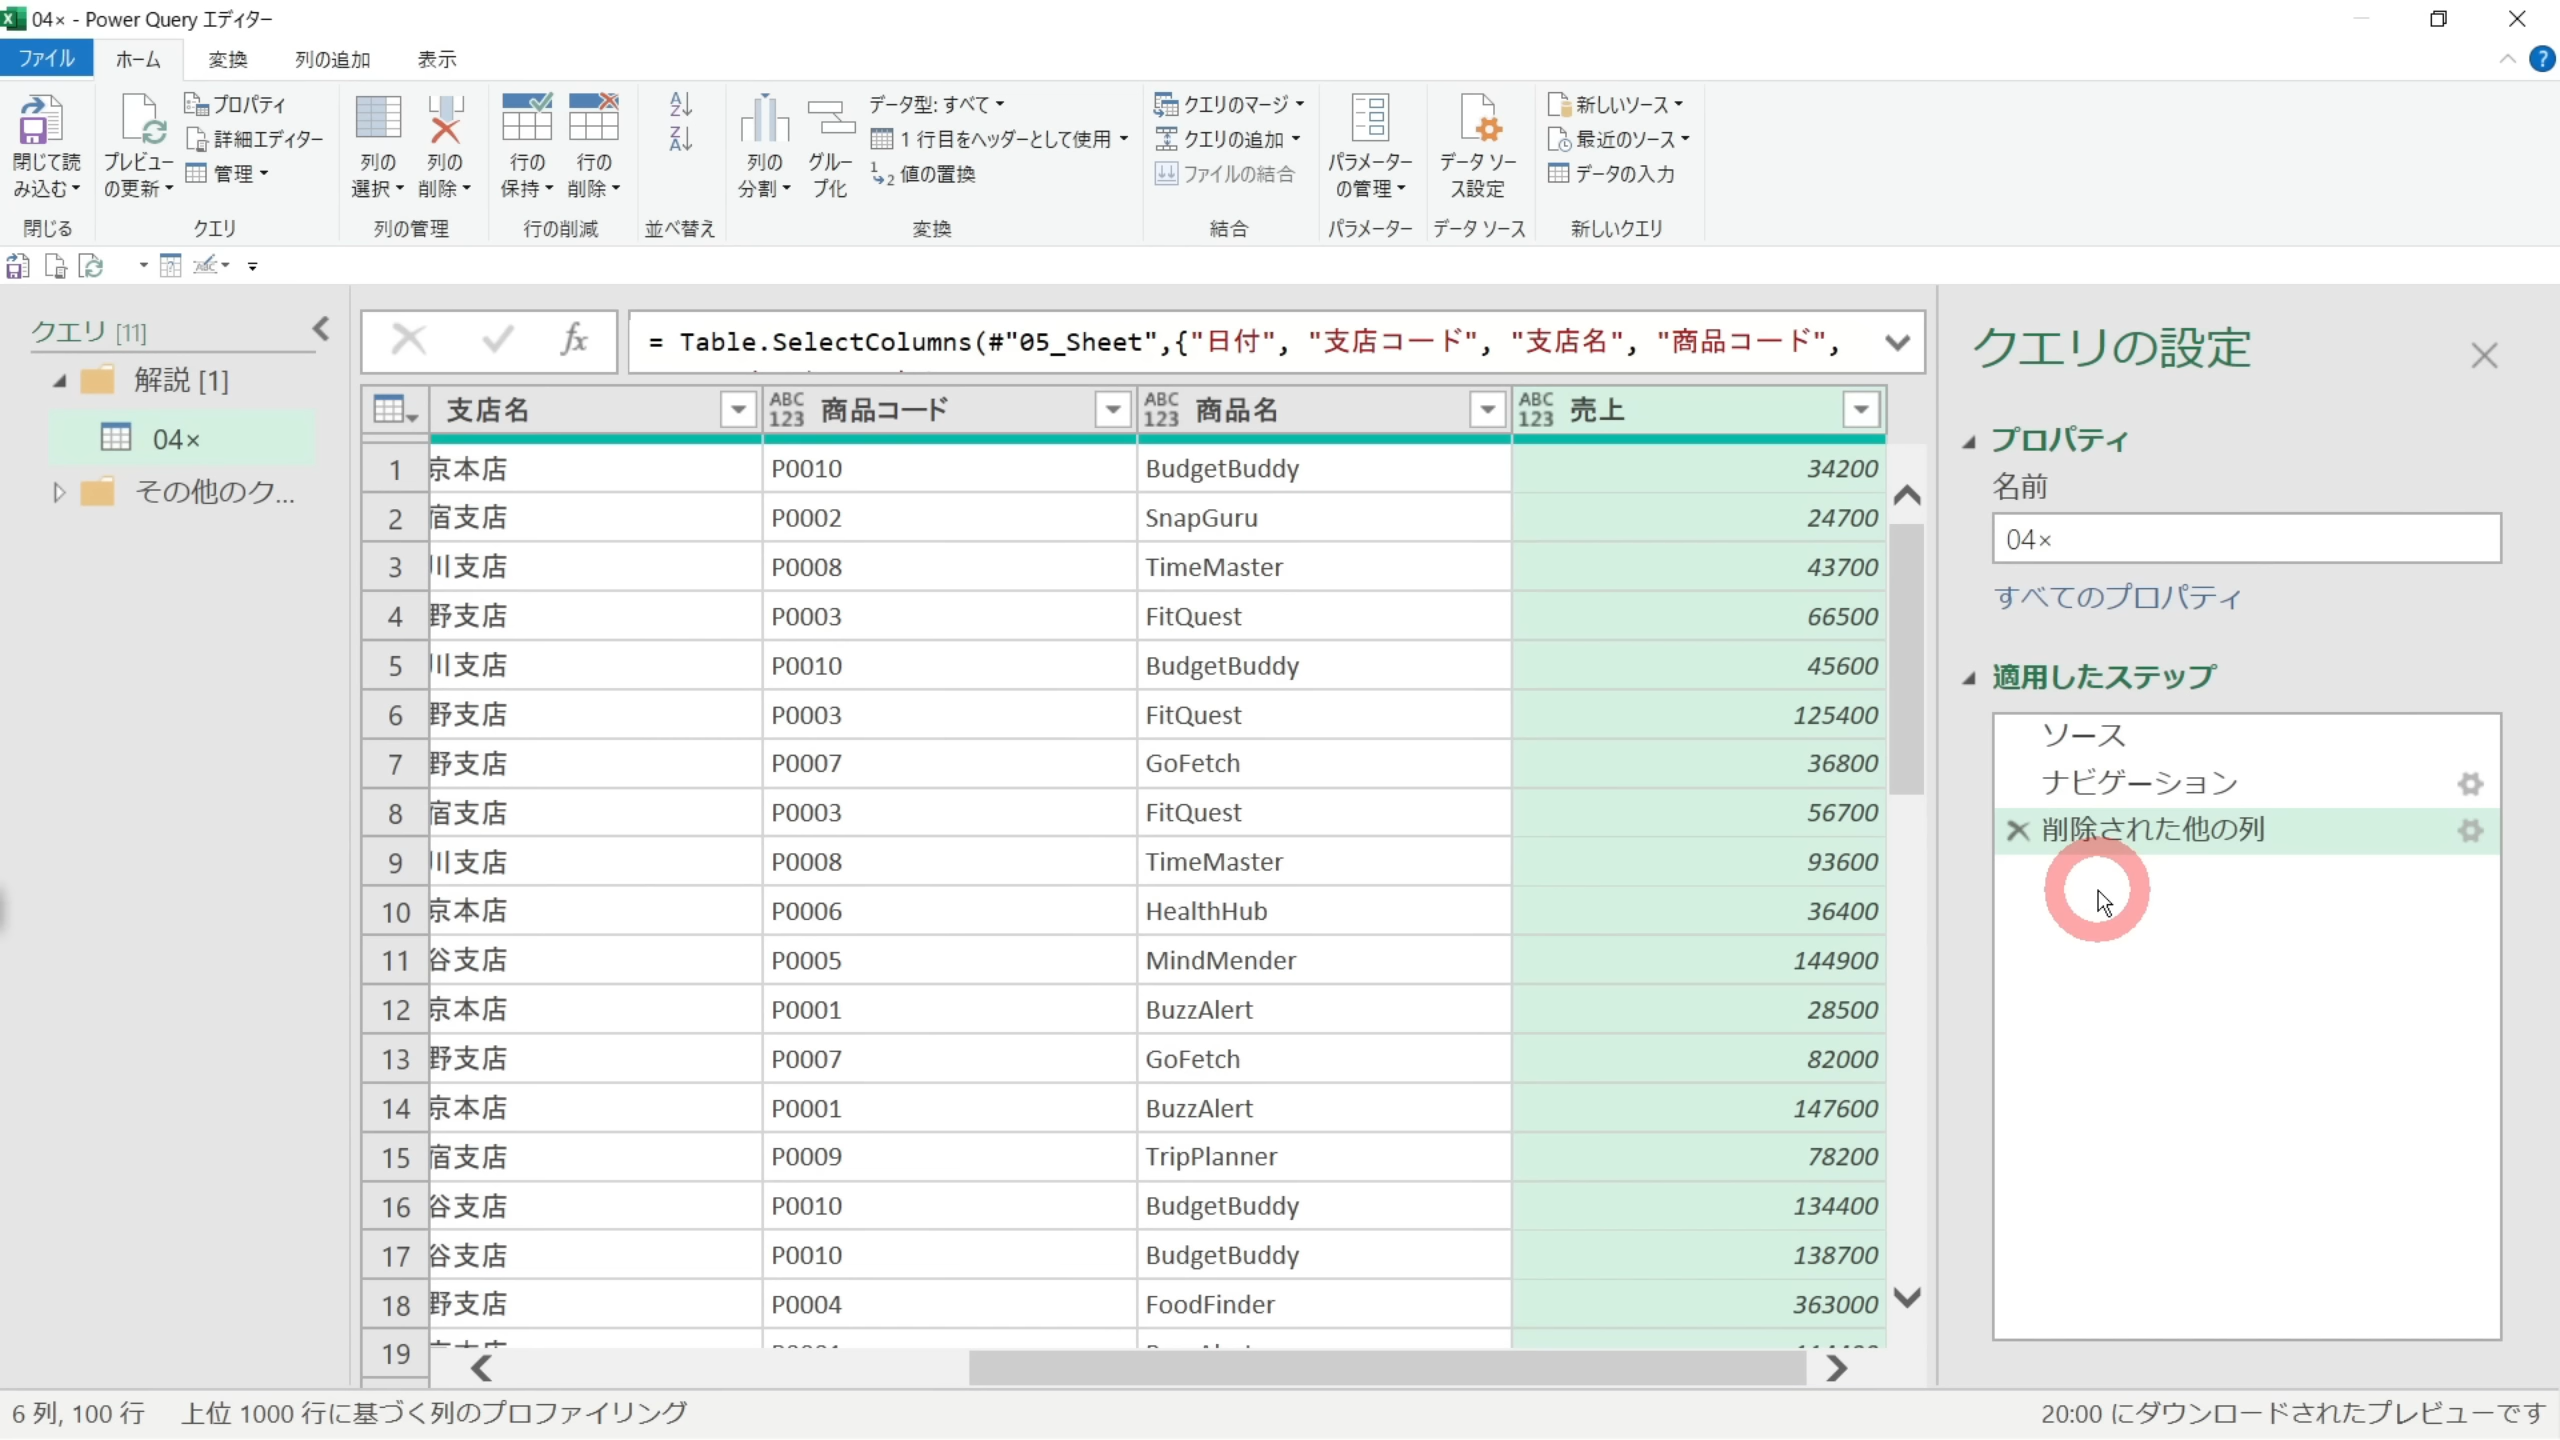 04× - Power Query エディター
ファイル ホーム 変換 列の追加 表示
閉じて読み込む
プレビューの更新
プロパティ
詳細エディター
管理
列の選択
列の削除
行の保持
行の削除
列の分割
グループ化
データ型: すべて
1 行目をヘッダーとして使用
値の置換
クエリのマージ
クエリの追加
ファイルの結合
パラメーターの管理
データ ソース設定
新しいソース
最近のソース
データの入力
閉じる クエリ 列の管理 行の削減 並べ替え 変換 結合 パラメーター データ ソース 新しいクエリ
クエリ [11]
解説 [1]
04×
その他のク...
fx
= Table.SelectColumns(#"05_Sheet",{"日付", "支店コード", "支店名", "商品コード",
支店名 ABC 123 商品コード ABC 123 商品名 ABC 123 売上
1 京本店 P0010 BudgetBuddy 34200
2 宿支店 P0002 SnapGuru 24700
3 川支店 P0008 TimeMaster 43700
4 野支店 P0003 FitQuest 66500
5 川支店 P0010 BudgetBuddy 45600
6 野支店 P0003 FitQuest 125400
7 野支店 P0007 GoFetch 36800
8 宿支店 P0003 FitQuest 56700
9 川支店 P0008 TimeMaster 93600
10 京本店 P0006 HealthHub 36400
11 谷支店 P0005 MindMender 144900
12 京本店 P0001 BuzzAlert 28500
13 野支店 P0007 GoFetch 82000
14 京本店 P0001 BuzzAlert 147600
15 宿支店 P0009 TripPlanner 78200
16 谷支店 P0010 BudgetBuddy 134400
17 谷支店 P0010 BudgetBuddy 138700
18 野支店 P0004 FoodFinder 363000
19
クエリの設定
プロパティ
名前
04×
すべてのプロパティ
適用したステップ
ソース
ナビゲーション
削除された他の列
6 列, 100 行 上位 1000 行に基づく列のプロファイリング
20:00 にダウンロードされたプレビューです